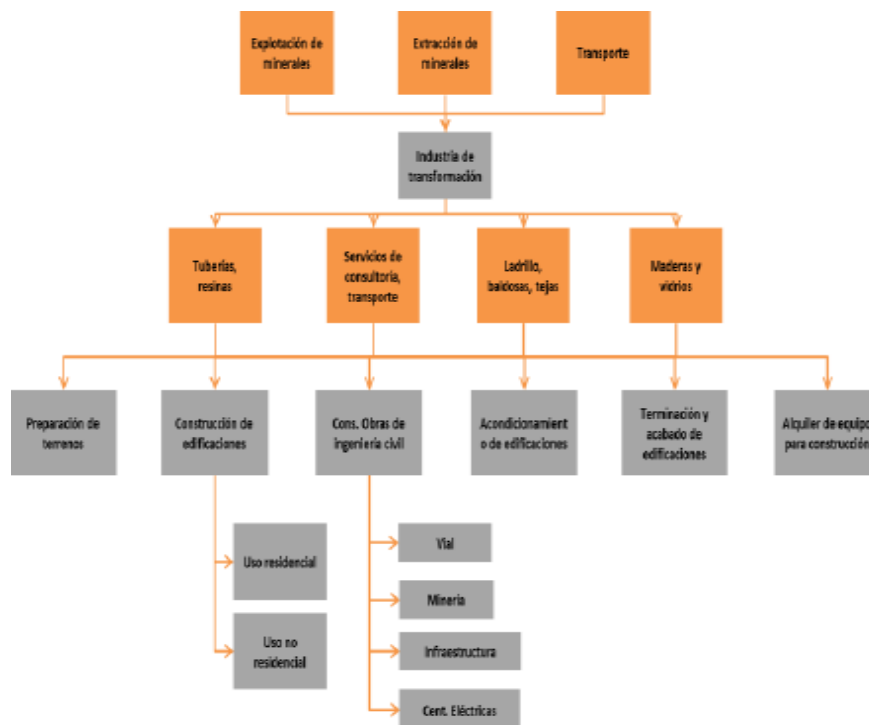 Explotación de
minerales
Extracción de
minerales
Transporte
Industria de
transformación
Tuberías,
resinas
Servicios de
consultoría,
transporte
Ladrillo,
baldosas, tejas
Maderas y
vidrios
Preparación de
terrenos
Construcción de
edificaciones
Cons. Obras de
ingeniería civil
Acondicionamient
o de edificaciones
Terminación y
acabado de
edificaciones
Alquiler de equipo
para construcción
Uso residencial
Uso no
residencial
Vial
Minería
Infraestructura
Cent. Eléctricas